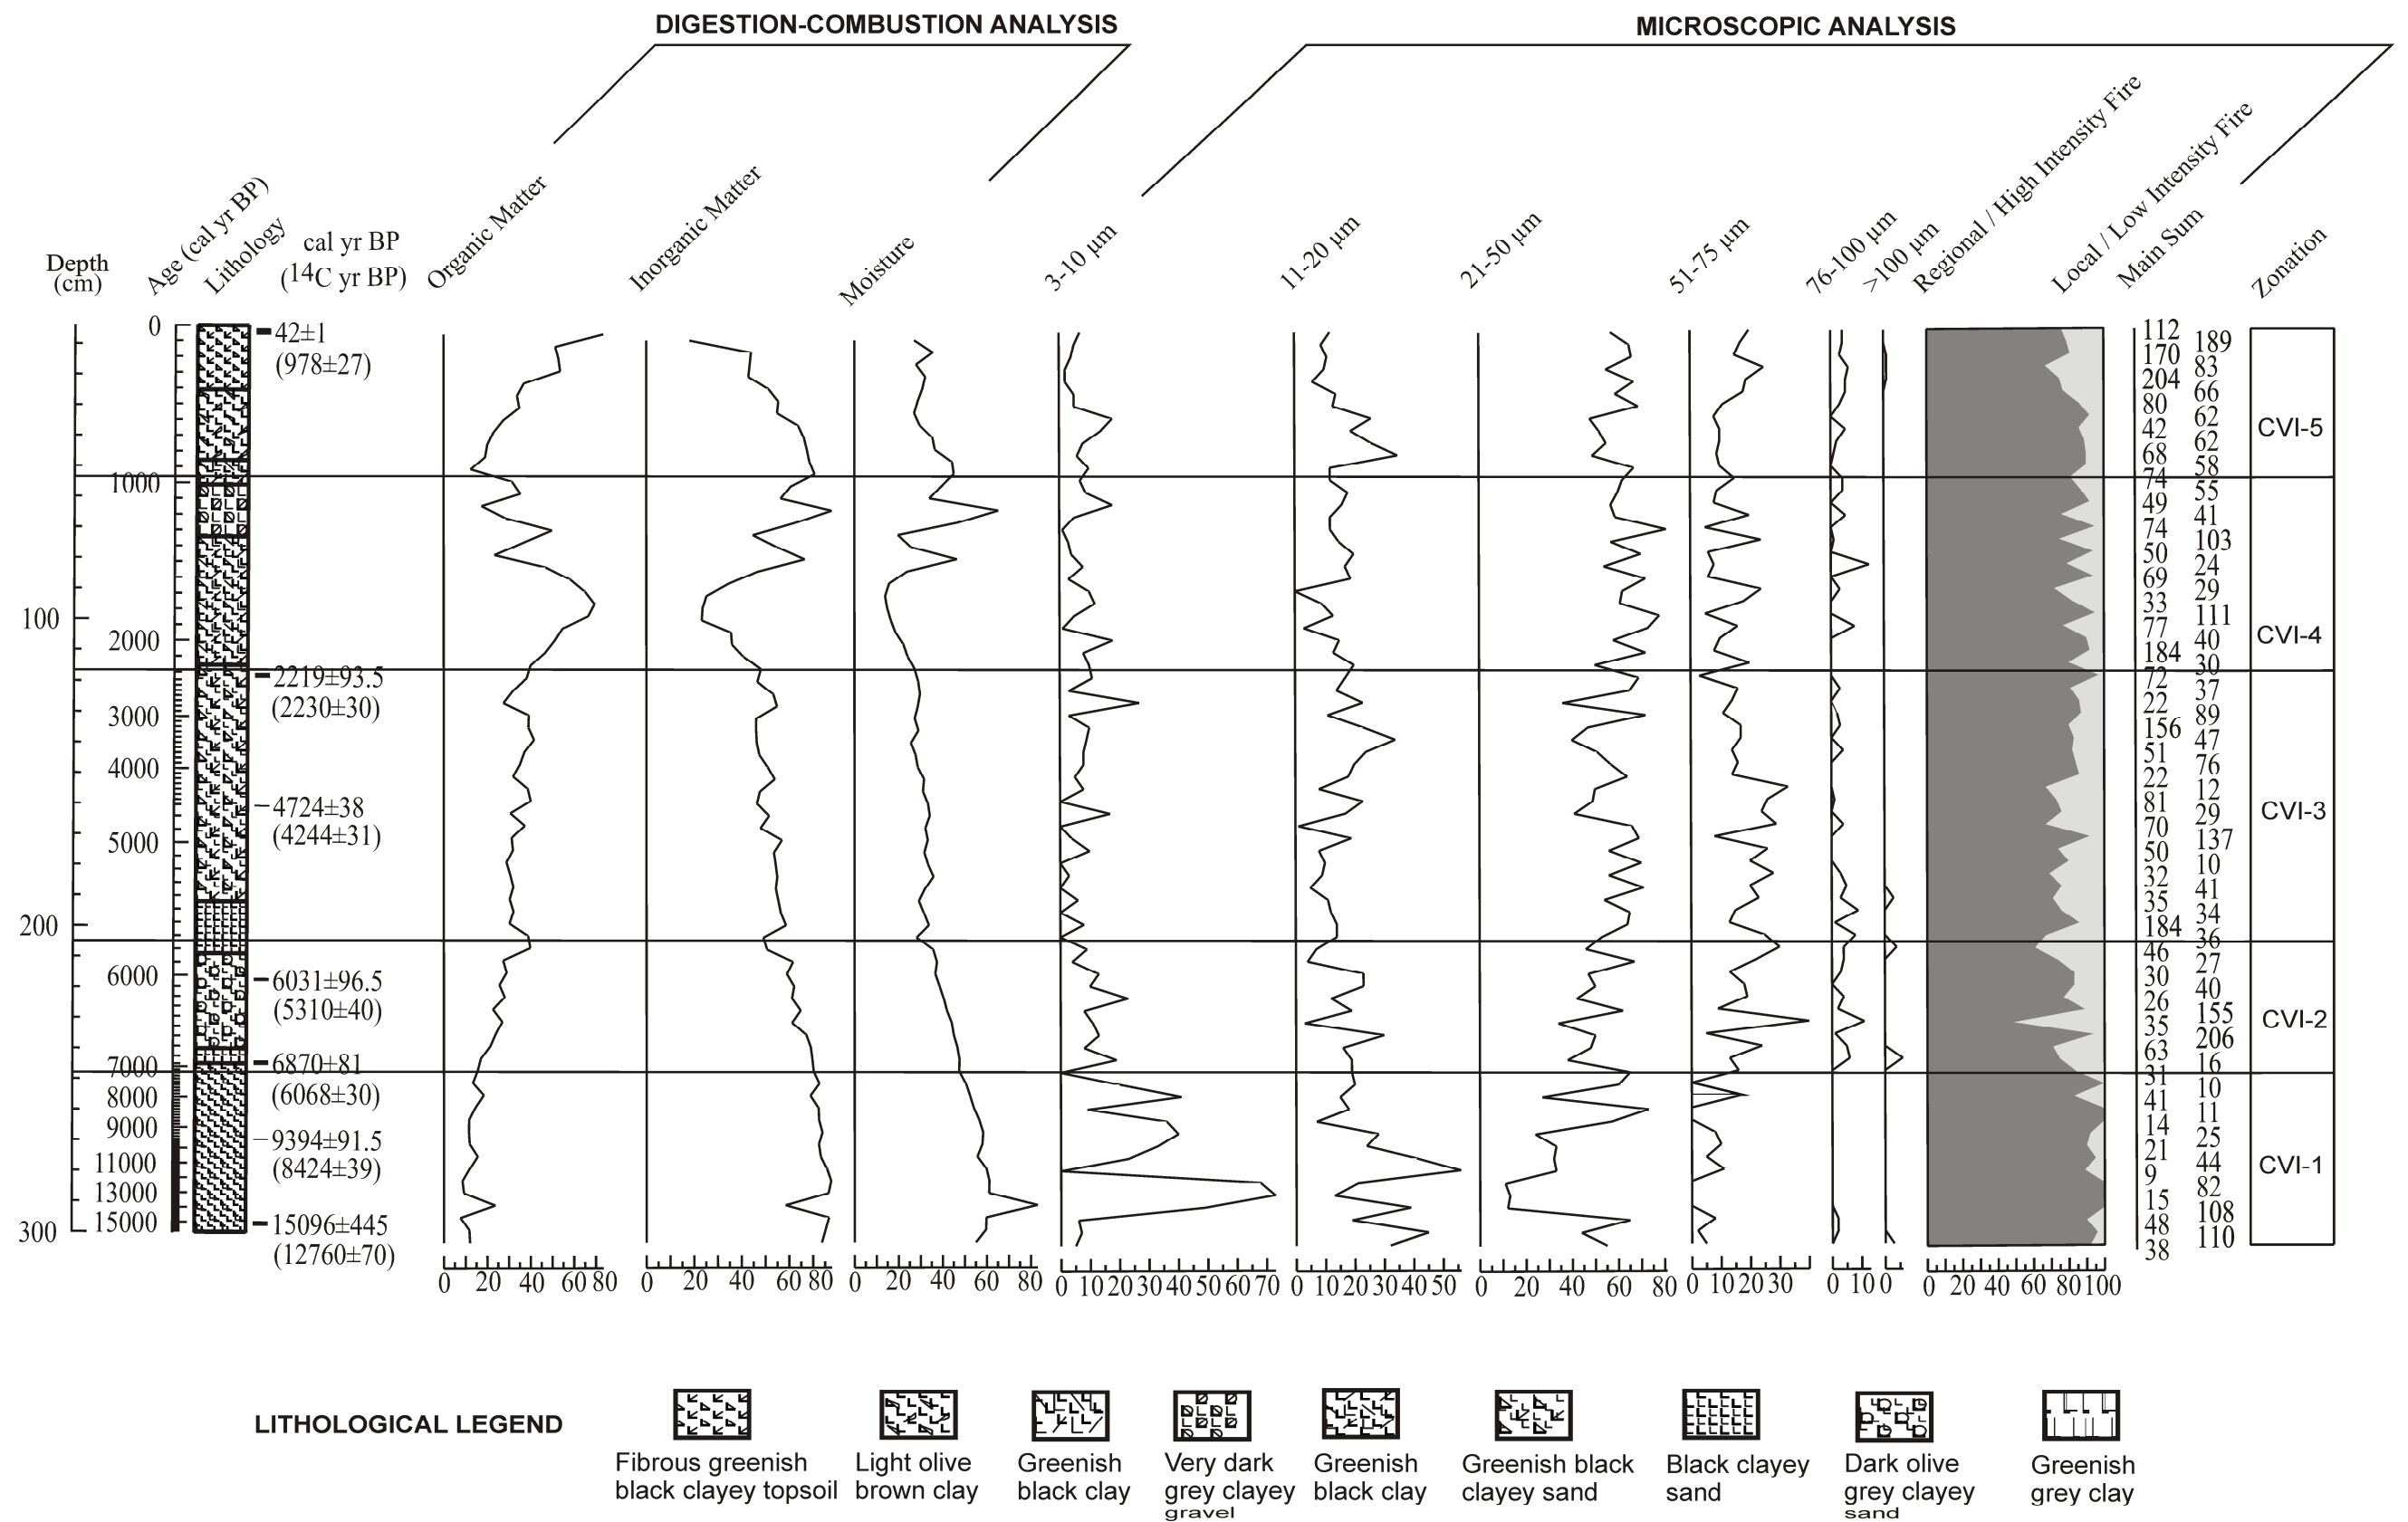 DIGESTION-COMBUSTION ANALYSIS
MICROSCOPIC ANALYSIS
Depth
(cm)
Age (cal yr BP)
Lithology
cal yr BP
(14C yr BP)
Organic Matter
Inorganic Matter
Moisture
3-10 µm
11-20 µm
21-50 µm
51-75 µm
76-100 µm
>100 µm
Regional / High Intensity Fire
Local / Low Intensity Fire
Main Sum
Zonation
100
200
300
0
1000
2000
3000
4000
5000
6000
7000
8000
9000
11000
13000
15000
42±1
(978±27)
2219±93.5
(2230±30)
4724±38
(4244±31)
6031±96.5
(5310±40)
6870±81
(6068±30)
9394±91.5
(8424±39)
15096±445
(12760±70)
112
189
170
83
204
66
80
62
42
62
68
58
74
55
49
41
74
103
50
24
69
29
33
111
77
40
184
30
72
37
22
89
156
47
51
76
22
12
81
29
70
137
50
10
32
41
35
34
184
36
46
27
30
40
26
155
35
206
63
16
31
10
41
11
14
25
21
44
9
82
15
108
48
110
38
CVI-5
CVI-4
CVI-3
CVI-2
CVI-1
0 20 40 60 80
0 20 40 60 80
0 20 40 60 80
0 10 20 30 40 50 60 70
0 10 20 30 40 50
0 20 40 60 80
0 10 20 30
0 10
0
0 20 40 60 80 100
LITHOLOGICAL LEGEND
Fibrous greenish
black clayey topsoil
Light olive
brown clay
Greenish
black clay
Very dark
grey clayey
gravel
Greenish
black clay
Greenish black
clayey sand
Black clayey
sand
Dark olive
grey clayey
sand
Greenish
grey clay